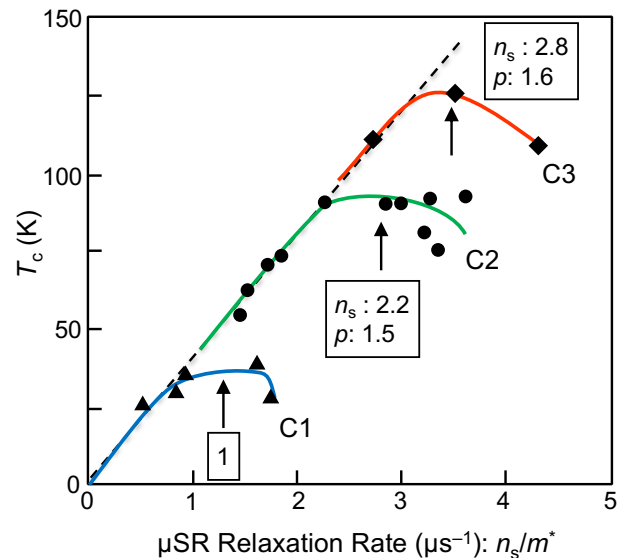 150
100
50
0
T_c (K)
n_s : 2.8
p: 1.6
C3
C2
n_s : 2.2
p: 1.5
C1
1
0 1 2 3 4 5
μSR Relaxation Rate (μs⁻¹): n_s/m*